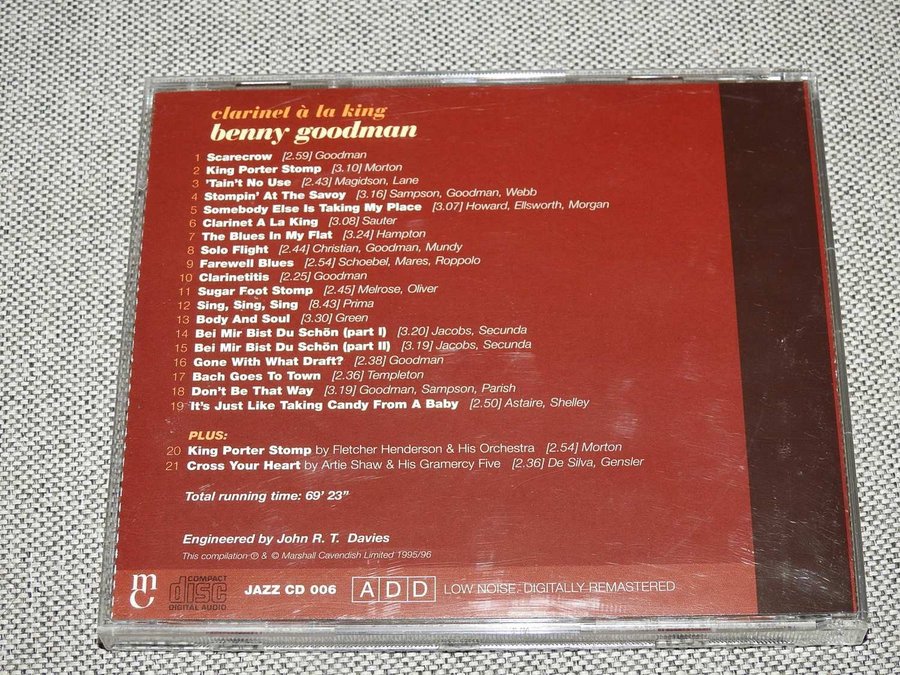 clarinet à la king
benny goodman
1 Scarecrow [2.59] Goodman
2 King Porter Stomp [3.10] Morton
3 'Tain't No Use [2.43] Magidson, Lane
4 Stompin' At The Savoy [3.16] Sampson, Goodman, Webb
5 Somebody Else Is Taking My Place [3.07] Howard, Ellsworth, Morgan
6 Clarinet A La King [3.08] Sauter
7 The Blues In My Flat [3.24] Hampton
8 Solo Flight [2.44] Christian, Goodman, Mundy
9 Farewell Blues [2.54] Schoebel, Mares, Roppolo
10 Clarinetitis [2.25] Goodman
11 Sugar Foot Stomp [2.45] Melrose, Oliver
12 Sing, Sing, Sing [8.43] Prima
13 Body And Soul [3.30] Green
14 Bei Mir Bist Du Schön (part I) [3.20] Jacobs, Secunda
15 Bei Mir Bist Du Schön (part II) [3.19] Jacobs, Secunda
16 Gone With What Draft? [2.38] Goodman
17 Bach Goes To Town [2.36] Templeton
18 Don't Be That Way [3.19] Goodman, Sampson, Parish
19 It's Just Like Taking Candy From A Baby [2.50] Astaire, Shelley
PLUS:
20 King Porter Stomp by Fletcher Henderson & His Orchestra [2.54] Morton
21 Cross Your Heart by Artie Shaw & His Gramercy Five [2.36] De Silva, Gensler
Total running time: 69' 23"
Engineered by John R. T. Davies
This compilation ℗ & © Marshall Cavendish Limited 1995/96
mc COMPACT disc DIGITAL AUDIO JAZZ CD 006 ADD LOW NOISE. DIGITALLY REMASTERED